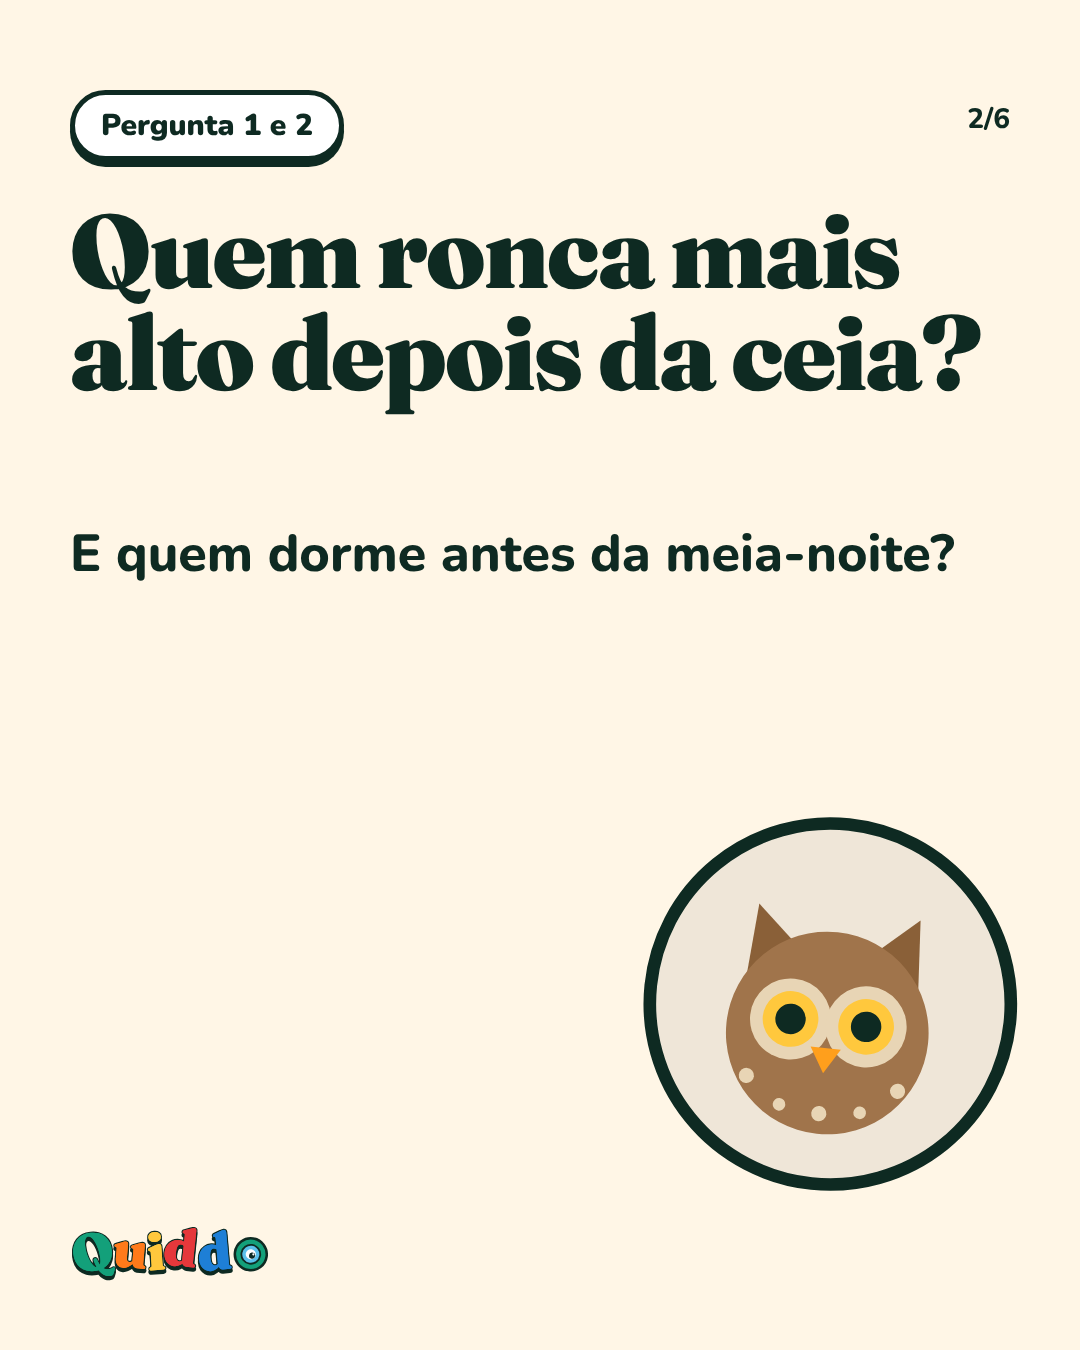 Pergunta 1 e 2
2/6
Quem ronca mais
alto depois da ceia?
E quem dorme antes da meia-noite?
Quiddo